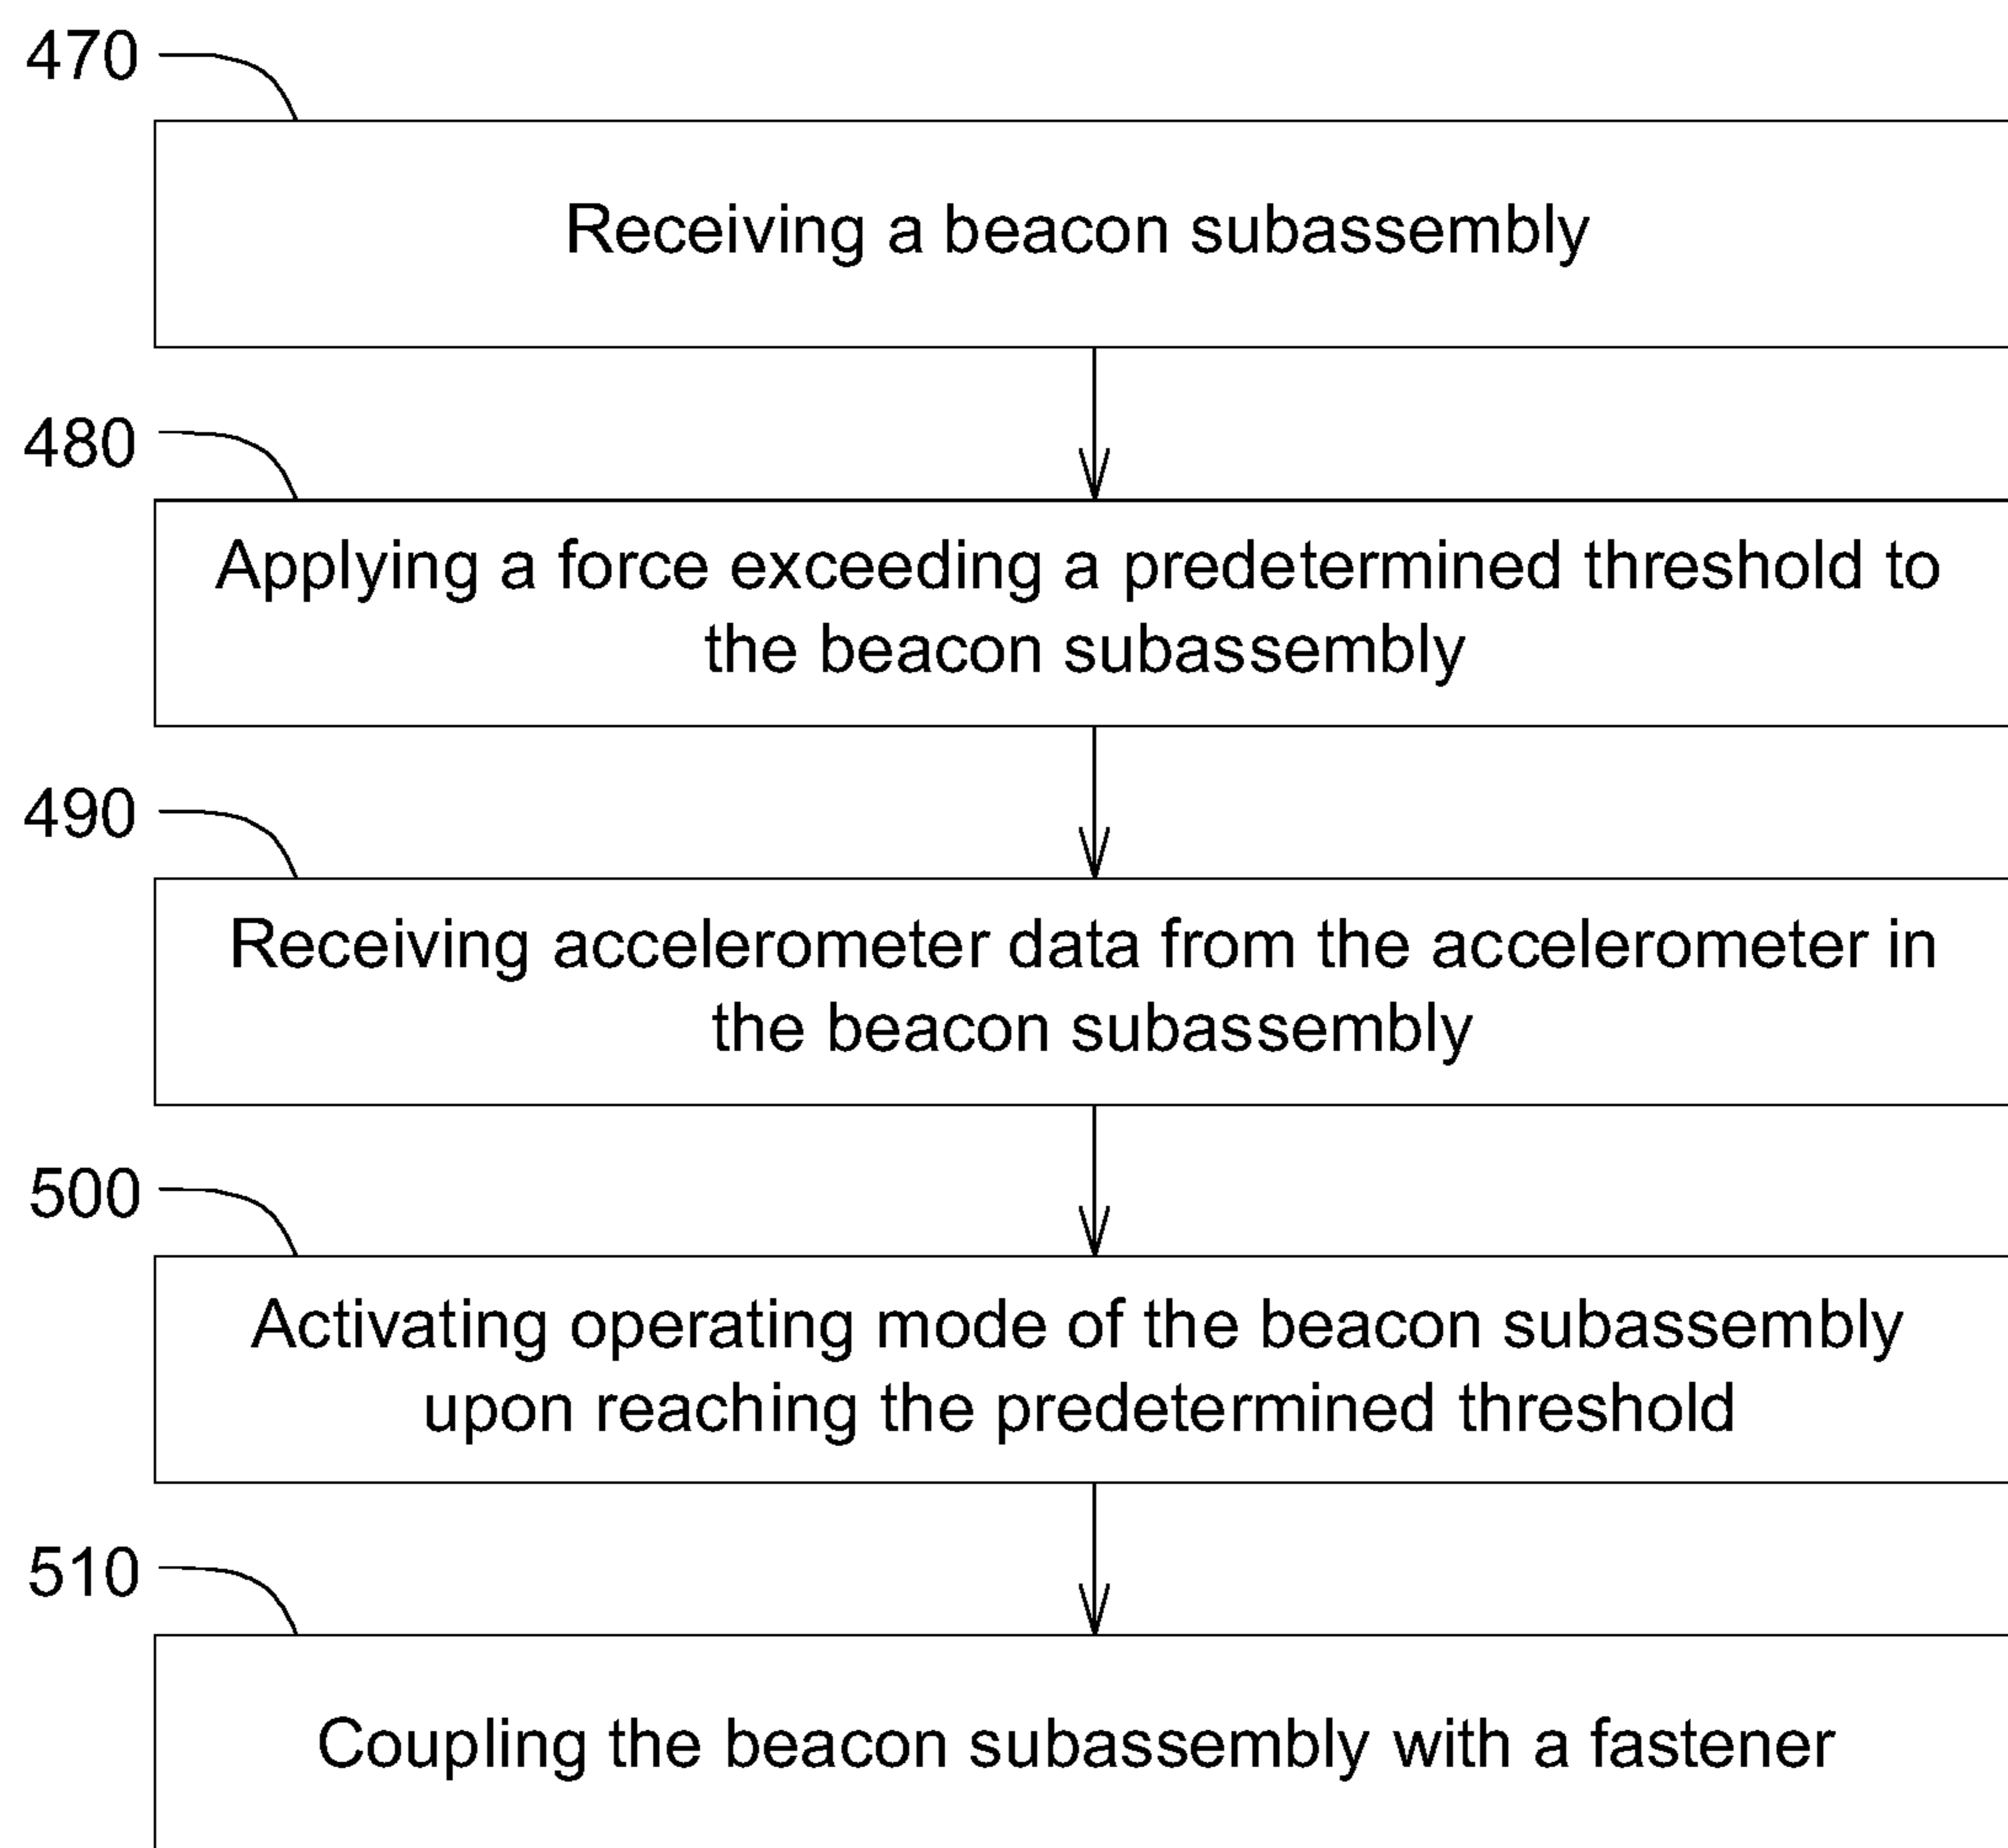 470
Receiving a beacon subassembly
480
Applying a force exceeding a predetermined threshold to
the beacon subassembly
490
Receiving accelerometer data from the accelerometer in
the beacon subassembly
500
Activating operating mode of the beacon subassembly
upon reaching the predetermined threshold
510
Coupling the beacon subassembly with a fastener